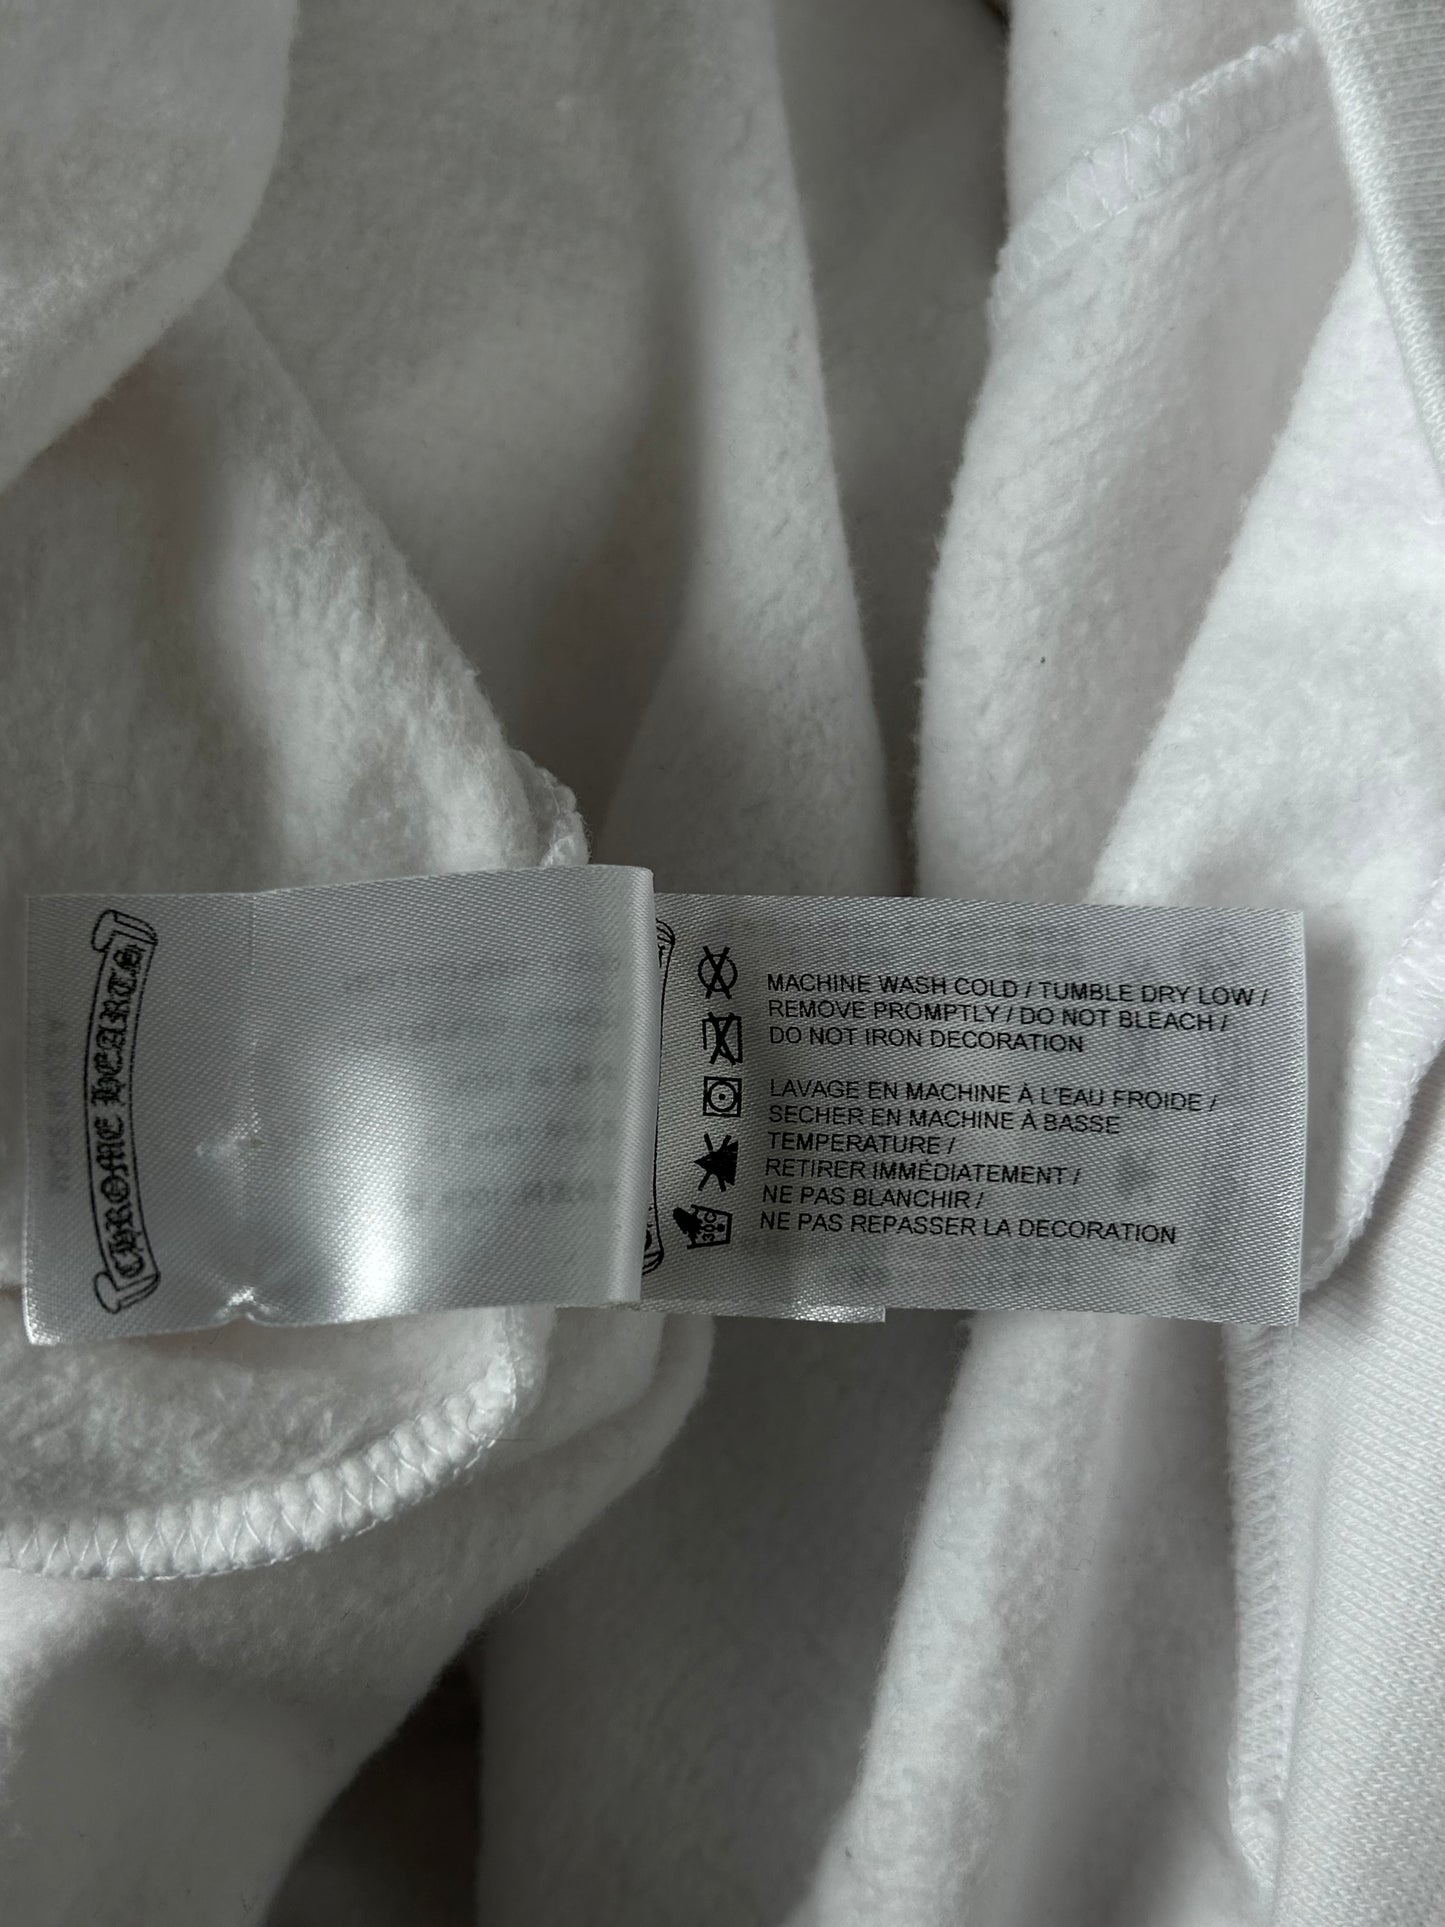 CHROME HEARTS
MACHINE WASH COLD / TUMBLE DRY LOW /
REMOVE PROMPTLY / DO NOT BLEACH /
DO NOT IRON DECORATION
LAVAGE EN MACHINE À L'EAU FROIDE /
SECHER EN MACHINE À BASSE
TEMPERATURE /
RETIRER IMMÉDIATEMENT /
NE PAS BLANCHIR /
NE PAS REPASSER LA DECORATION
30C